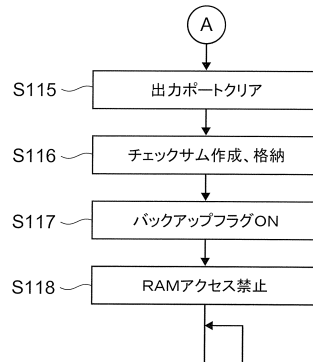 A
S115 出力ポートクリア
S116 チェックサム作成、格納
S117 バックアップフラグON
S118 RAMアクセス禁止